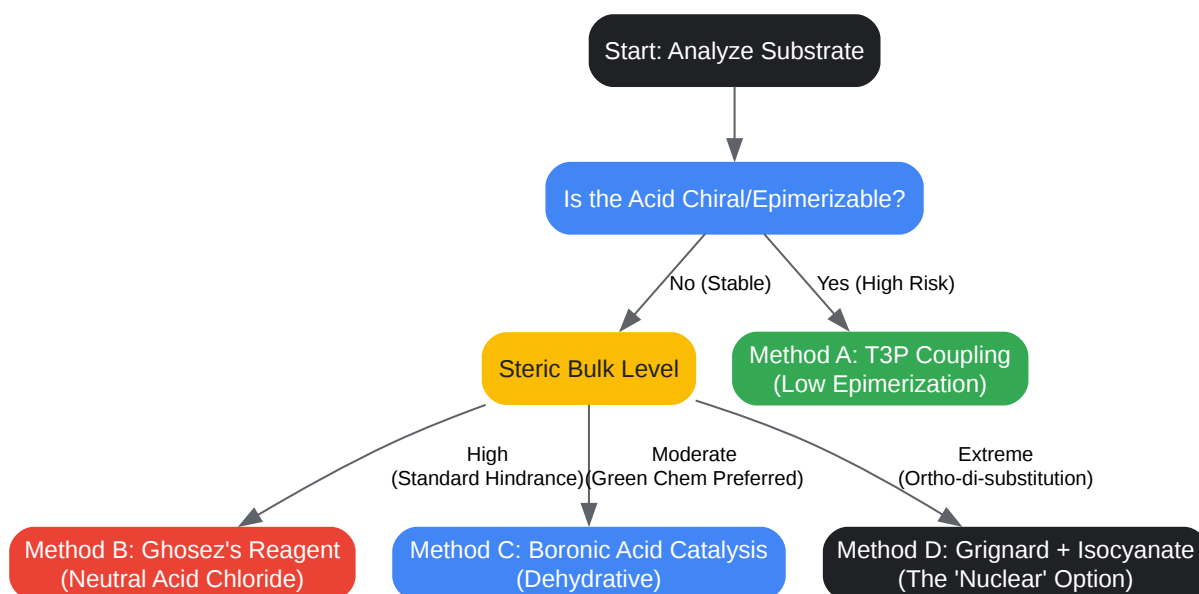 Start: Analyze Substrate
Is the Acid Chiral/Epimerizable?
No (Stable)
Yes (High Risk)
Steric Bulk Level
Method A: T3P Coupling
(Low Epimerization)
High
(Standard Hindrance)
Moderate
(Green Chem Preferred)
Extreme
(Ortho-di-substitution)
Method B: Ghosez's Reagent
(Neutral Acid Chloride)
Method C: Boronic Acid Catalysis
(Dehydrative)
Method D: Grignard + Isocyanate
(The 'Nuclear' Option)